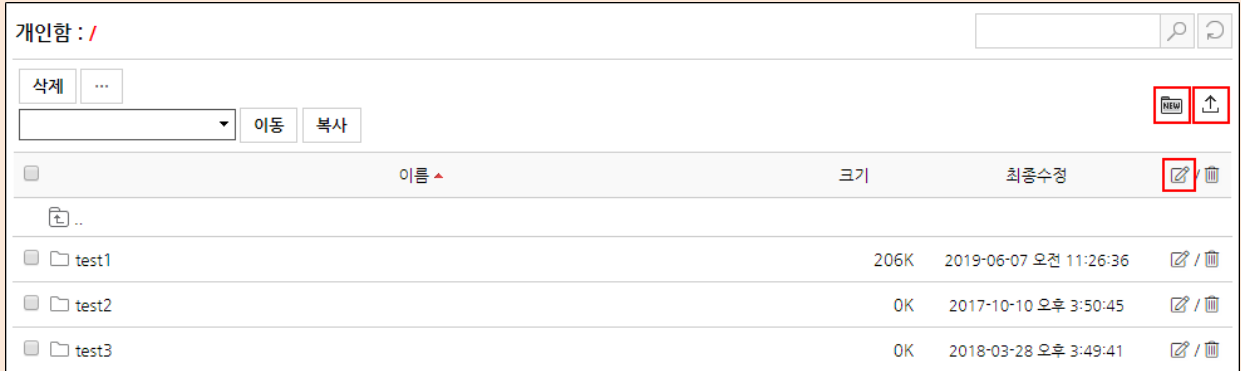 개인함 : /
삭제 ...
이동 복사
NEW
이름 크기 최종수정 /
..
test1 206K 2019-06-07 오전 11:26:36 /
test2 0K 2017-10-10 오후 3:50:45 /
test3 0K 2018-03-28 오후 3:49:41 /